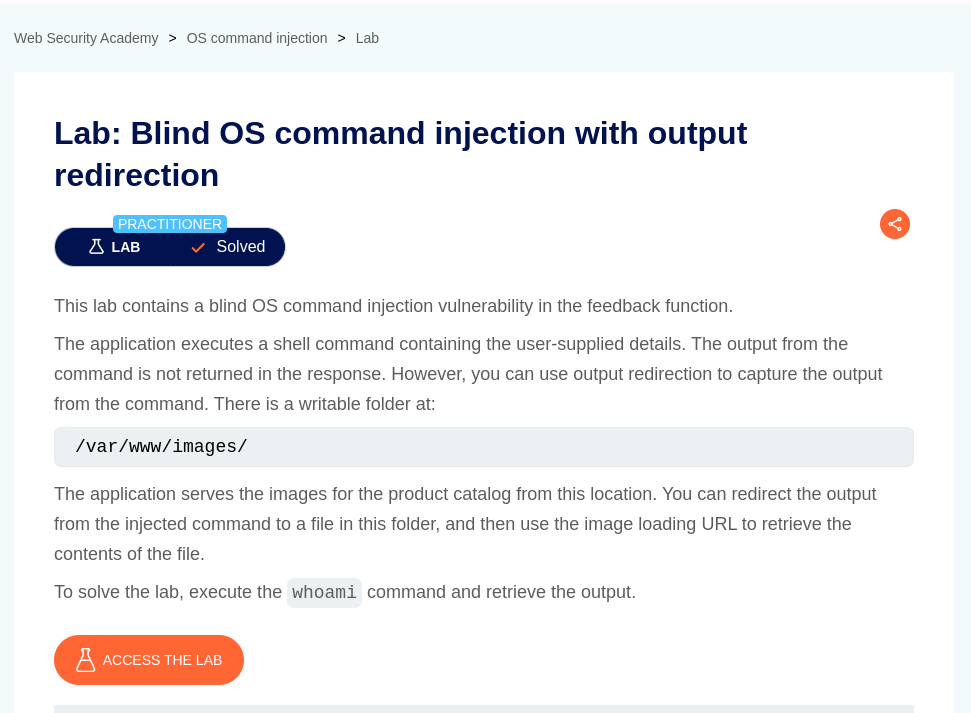 Web Security Academy > OS command injection > Lab
Lab: Blind OS command injection with output
redirection
PRACTITIONER
LAB Solved
This lab contains a blind OS command injection vulnerability in the feedback function.
The application executes a shell command containing the user-supplied details. The output from the
command is not returned in the response. However, you can use output redirection to capture the output
from the command. There is a writable folder at:
/var/www/images/
The application serves the images for the product catalog from this location. You can redirect the output
from the injected command to a file in this folder, and then use the image loading URL to retrieve the
contents of the file.
To solve the lab, execute the whoami command and retrieve the output.
ACCESS THE LAB